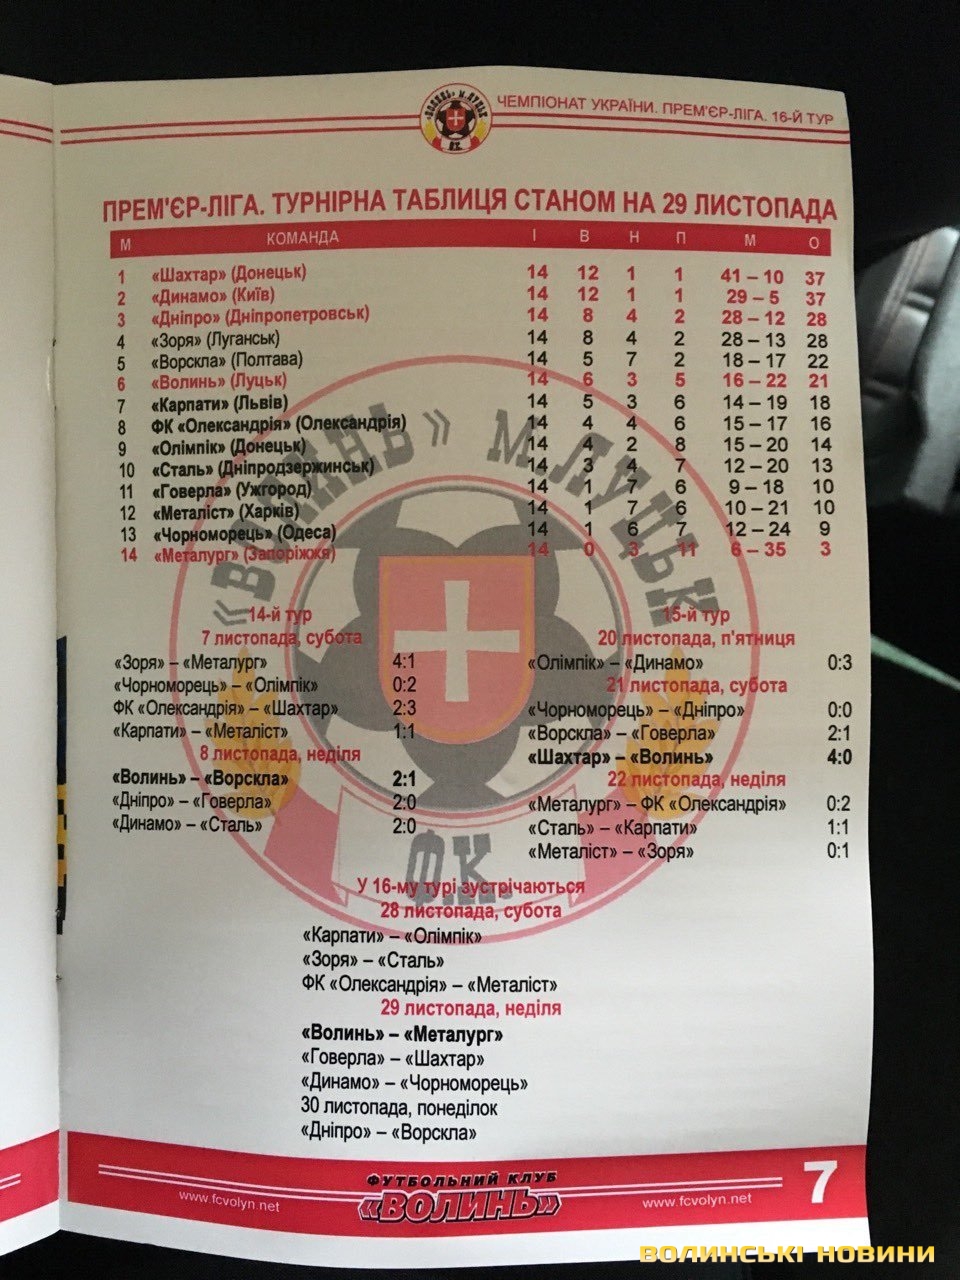 «ВОЛИНЬ» м.ЛУЦЬК
Ф.К.
ЧЕМПІОНАТ УКРАЇНИ. ПРЕМ'ЄР-ЛІГА. 16-Й ТУР
ПРЕМ'ЄР-ЛІГА. ТУРНІРНА ТАБЛИЦЯ СТАНОМ НА 29 ЛИСТОПАДА
М КОМАНДА І В Н П М О
1 «Шахтар» (Донецьк) 14 12 1 1 41 – 10 37
2 «Динамо» (Київ) 14 12 1 1 29 – 5 37
3 «Дніпро» (Дніпропетровськ) 14 8 4 2 28 – 12 28
4 «Зоря» (Луганськ) 14 8 4 2 28 – 13 28
5 «Ворскла» (Полтава) 14 5 7 2 18 – 17 22
6 «Волинь» (Луцьк) 14 6 3 5 16 – 22 21
7 «Карпати» (Львів) 14 5 3 6 14 – 19 18
8 ФК «Олександрія» (Олександрія) 14 4 4 6 15 – 17 16
9 «Олімпік» (Донецьк) 14 4 2 8 15 – 20 14
10 «Сталь» (Дніпродзержинськ) 14 3 4 7 12 – 20 13
11 «Говерла» (Ужгород) 14 1 7 6 9 – 18 10
12 «Металіст» (Харків) 14 1 7 6 10 – 21 10
13 «Чорноморець» (Одеса) 14 1 6 7 12 – 24 9
14 «Металург» (Запоріжжя) 14 0 3 11 6 – 35 3
«ВОЛИНЬ» м.ЛУЦЬК
Ф.К.
14-й тур
7 листопада, субота
«Зоря» – «Металург» 4:1
«Чорноморець» – «Олімпік» 0:2
ФК «Олександрія» – «Шахтар» 2:3
«Карпати» – «Металіст» 1:1
8 листопада, неділя
«Волинь» – «Ворскла» 2:1
«Дніпро» – «Говерла» 2:0
«Динамо» – «Сталь» 2:0
15-й тур
20 листопада, п'ятниця
«Олімпік» – «Динамо» 0:3
21 листопада, субота
«Чорноморець» – «Дніпро» 0:0
«Ворскла» – «Говерла» 2:1
«Шахтар» – «Волинь» 4:0
22 листопада, неділя
«Металург» – ФК «Олександрія» 0:2
«Сталь» – «Карпати» 1:1
«Металіст» – «Зоря» 0:1
У 16-му турі зустрічаються
28 листопада, субота
«Карпати» – «Олімпік»
«Зоря» – «Сталь»
ФК «Олександрія» – «Металіст»
29 листопада, неділя
«Волинь» – «Металург»
«Говерла» – «Шахтар»
«Динамо» – «Чорноморець»
30 листопада, понеділок
«Дніпро» – «Ворскла»
www.fcvolyn.net
ФУТБОЛЬНИЙ КЛУБ
«ВОЛИНЬ»
www.fcvolyn.net
7
ВОЛИНСЬКІ НОВИНИ